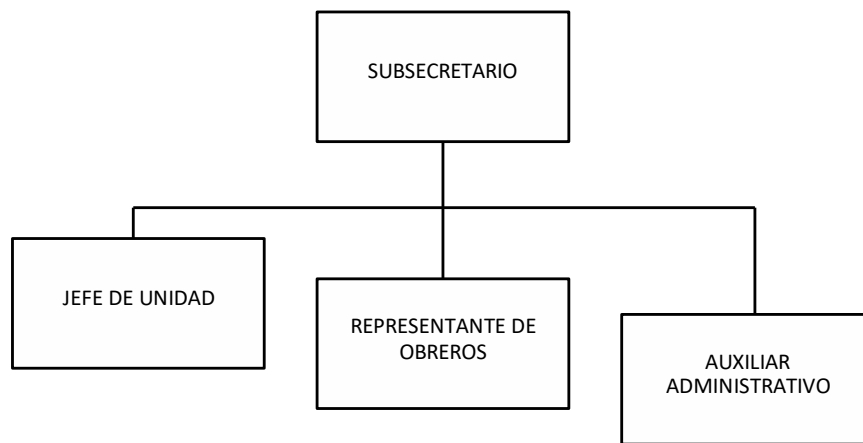 SUBSECRETARIO
JEFE DE UNIDAD
REPRESENTANTE DE
OBREROS
AUXILIAR
ADMINISTRATIVO